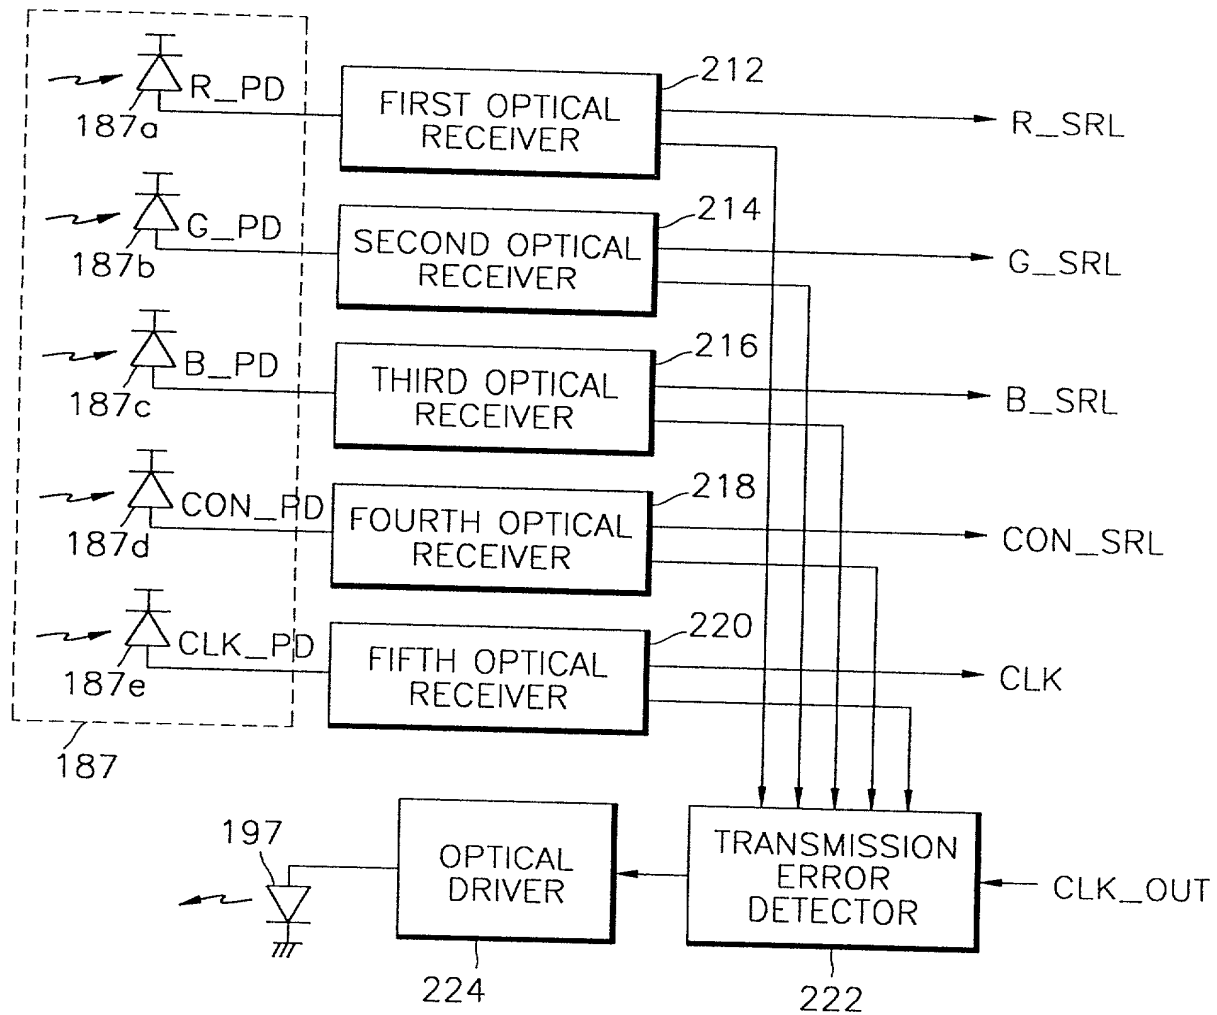 R_PD
187a
FIRST OPTICAL
RECEIVER
212
R_SRL
G_PD
187b
SECOND OPTICAL
RECEIVER
214
G_SRL
B_PD
187c
THIRD OPTICAL
RECEIVER
216
B_SRL
CON_PD
187d
FOURTH OPTICAL
RECEIVER
218
CON_SRL
CLK_PD
187e
FIFTH OPTICAL
RECEIVER
220
CLK
187
197
OPTICAL
DRIVER
224
TRANSMISSION
ERROR
DETECTOR
222
CLK_OUT